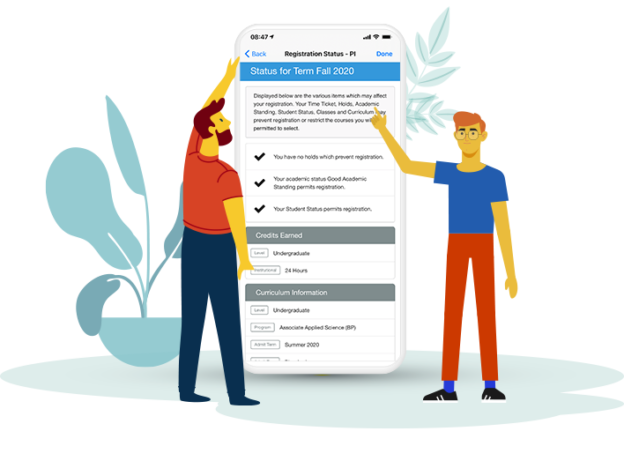 08:47
Back Registration Status - PI Done
Status for Term Fall 2020
Displayed below are the various items which may affect
your registration. Your Time Ticket, Holds, Academic
Standing, Student Status, Classes and Curriculum may
prevent registration or restrict the courses you will
permitted to select.
You have no holds which prevent registration.
Your academic status Good Academic
Standing permits registration.
Your Student Status permits registration.
Credits Earned
Level Undergraduate
Institutional 24 Hours
Curriculum Information
Level Undergraduate
Program Associate Applied Science (BP)
Admit Term Summer 2020